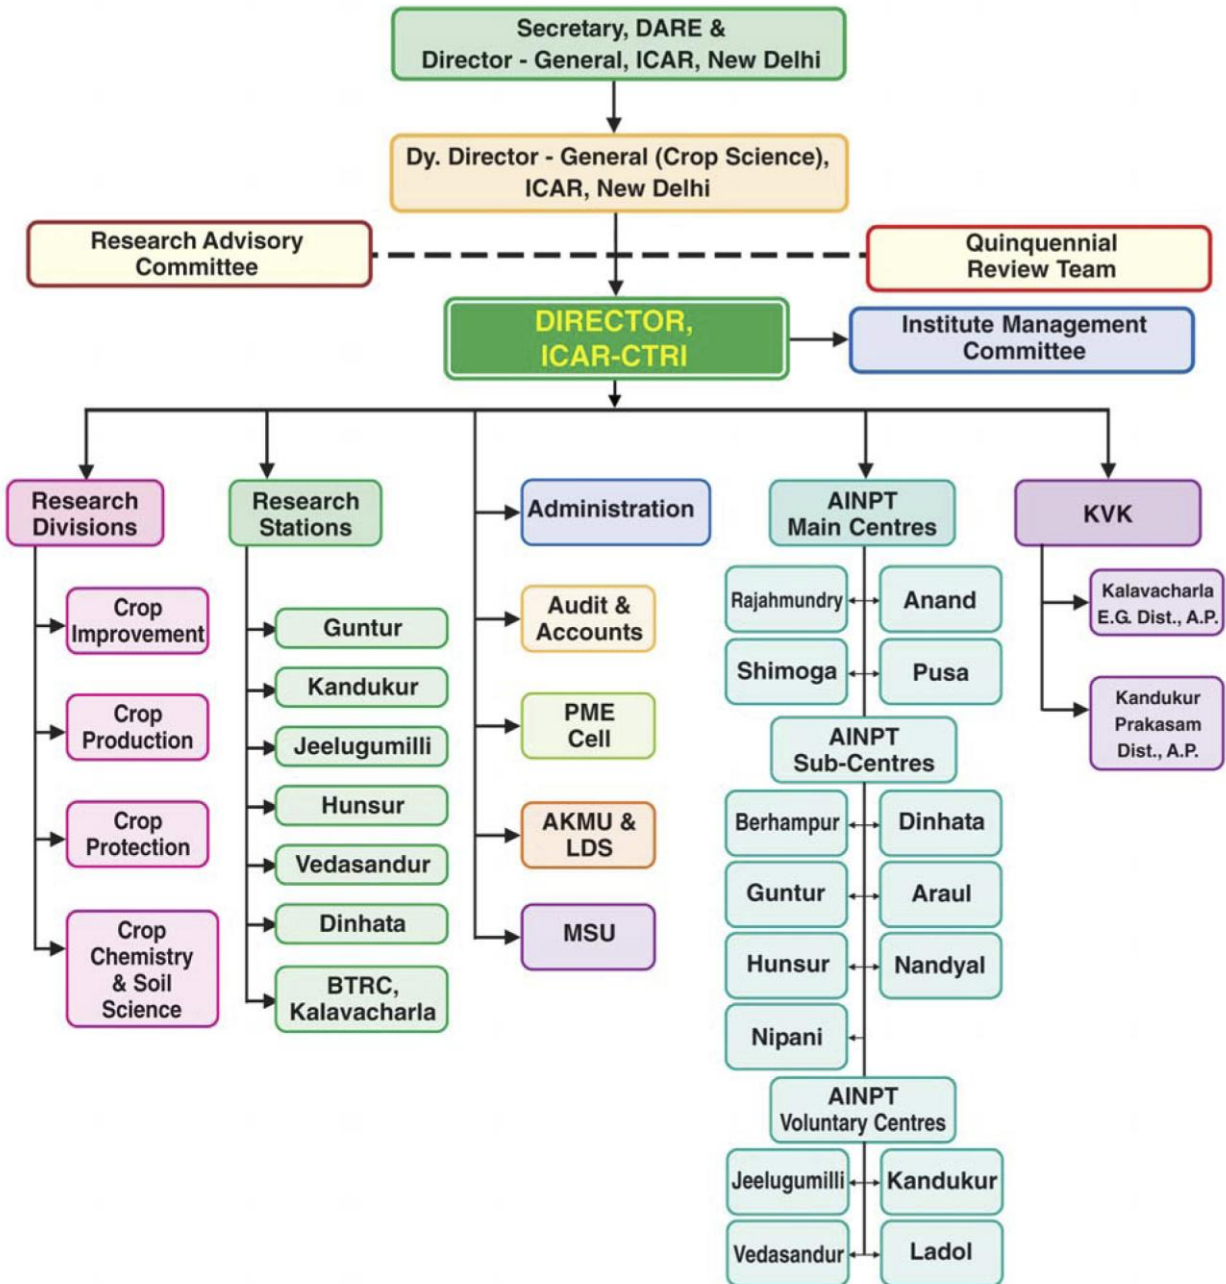 Secretary, DARE &
Director - General, ICAR, New Delhi
Dy. Director - General (Crop Science),
ICAR, New Delhi
Research Advisory
Committee
Quinquennial
Review Team
DIRECTOR,
ICAR-CTRI
Institute Management
Committee
Research
Divisions
Crop
Improvement
Crop
Production
Crop
Protection
Crop
Chemistry
& Soil
Science
Research
Stations
Guntur
Kandukur
Jeelugumilli
Hunsur
Vedasandur
Dinhata
BTRC,
Kalavacharla
Administration
Audit &
Accounts
PME
Cell
AKMU &
LDS
MSU
AINPT
Main Centres
Rajahmundry
Anand
Shimoga
Pusa
AINPT
Sub-Centres
Berhampur
Dinhata
Guntur
Araul
Hunsur
Nandyal
Nipani
AINPT
Voluntary Centres
Jeelugumilli
Kandukur
Vedasandur
Ladol
KVK
Kalavacharla
E.G. Dist., A.P.
Kandukur
Prakasam
Dist., A.P.